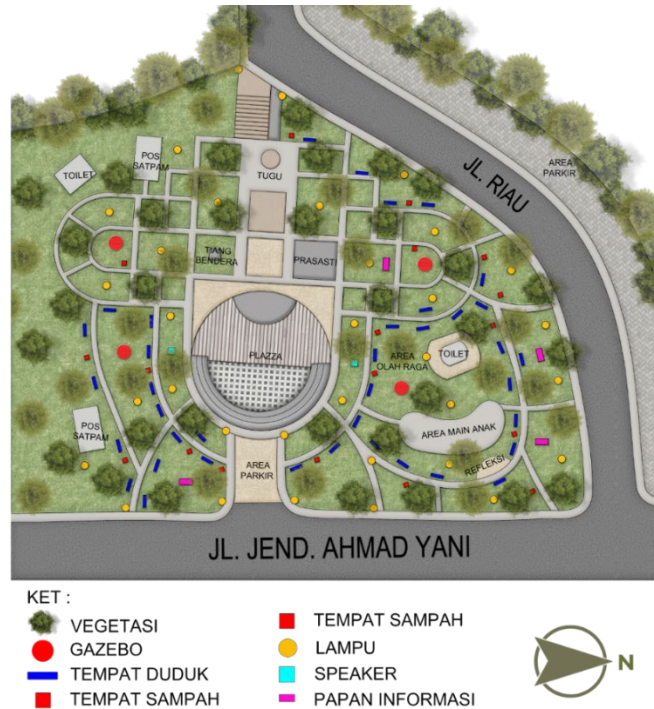 POS
SATPAM
TOILET
TUGU
JL. RIAU
AREA
PARKIR
TIANG
BENDERA
PRASASTI
PLAZZA
AREA
OLAH RAGA
TOILET
POS
SATPAM
AREA MAIN ANAK
REFLEKSI
AREA
PARKIR
JL. JEND. AHMAD YANI
KET :
VEGETASI
GAZEBO
TEMPAT DUDUK
TEMPAT SAMPAH
TEMPAT SAMPAH
LAMPU
SPEAKER
PAPAN INFORMASI
N